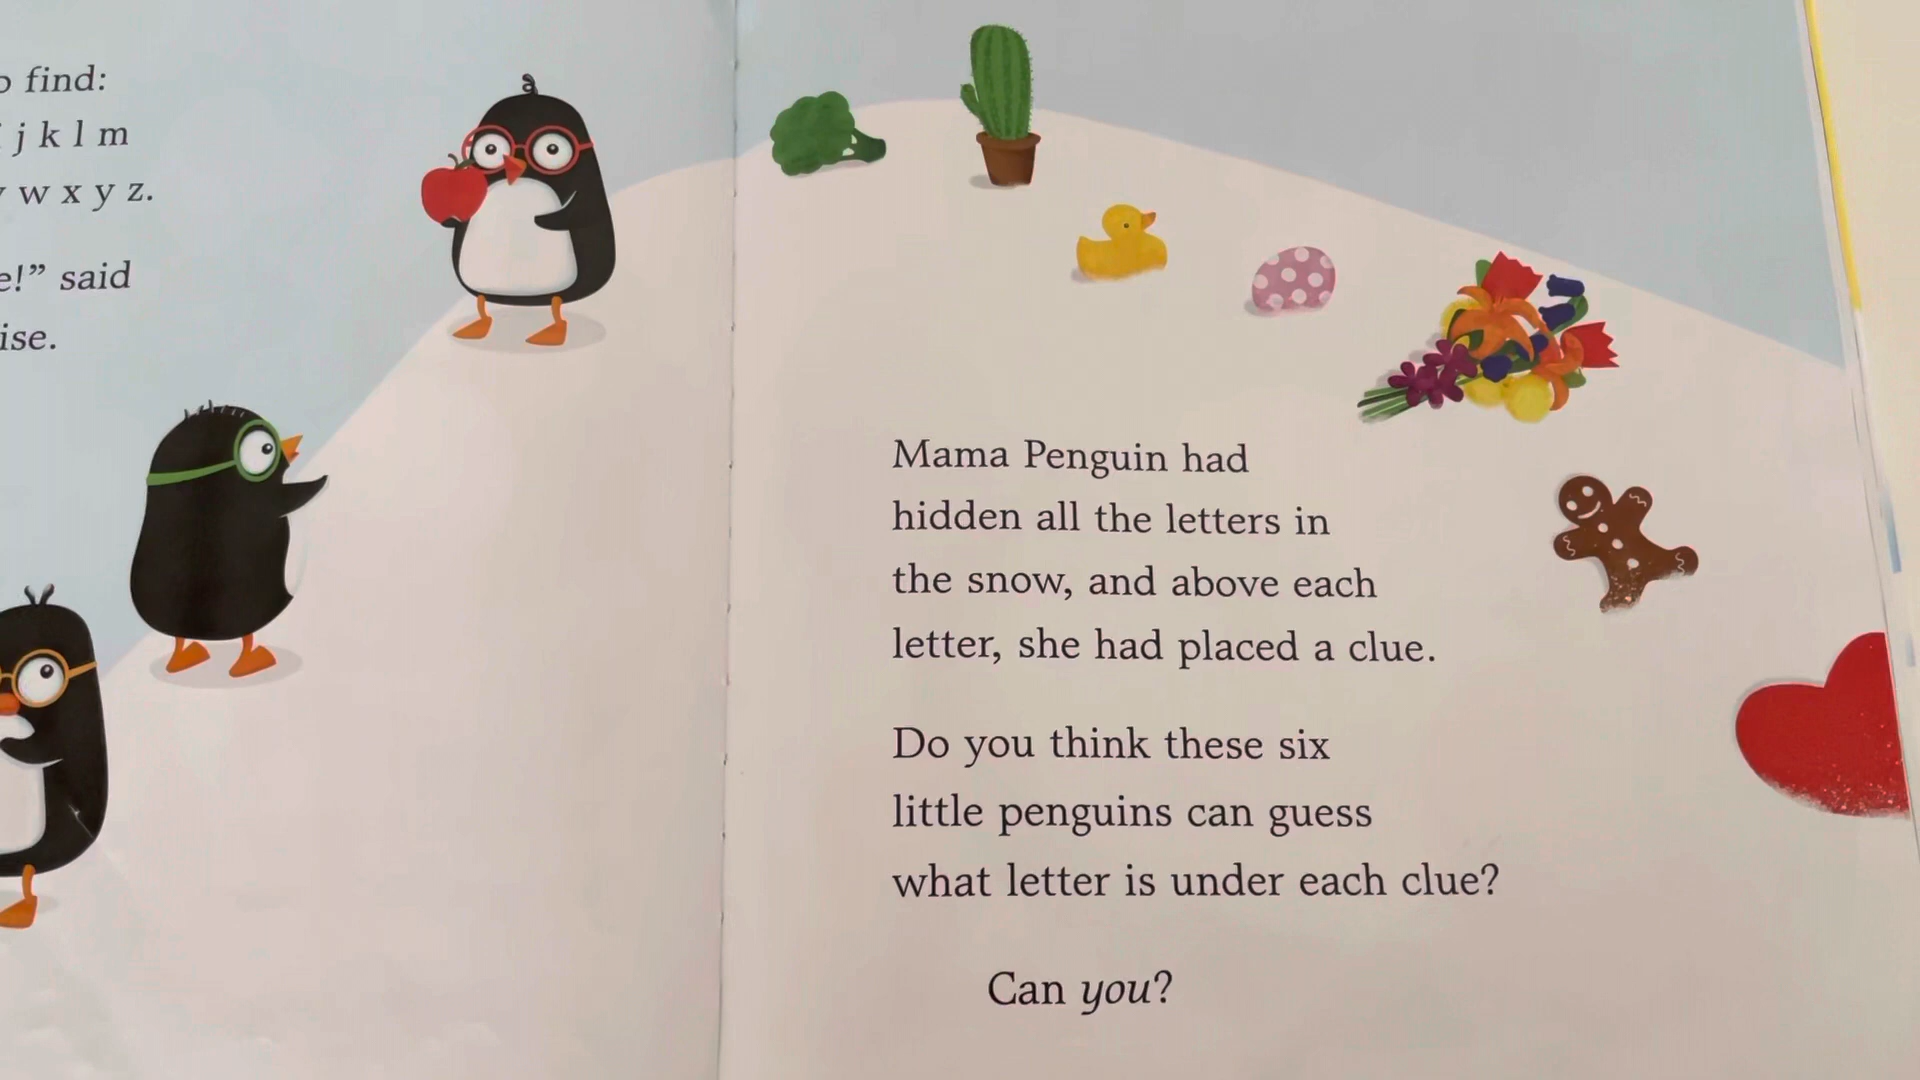 find:
j k l m
w x y z.
said
Mama Penguin had
hidden all the letters in
the snow, and above each
letter, she had placed a clue.
Do you think these six
little penguins can guess
what letter is under each clue?
Can you?